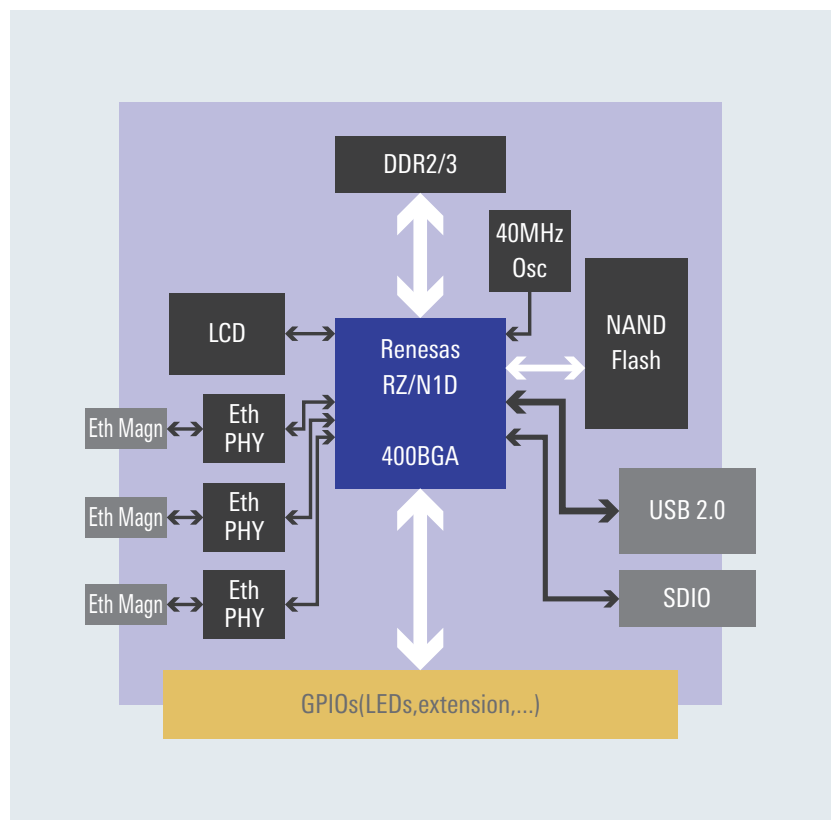 DDR2/3
40MHz
Osc
NAND
Flash
LCD
Renesas
RZ/N1D
400BGA
Eth Magn
Eth
PHY
Eth Magn
Eth
PHY
Eth Magn
Eth
PHY
USB 2.0
SDIO
GPIOs(LEDs,extension,...)